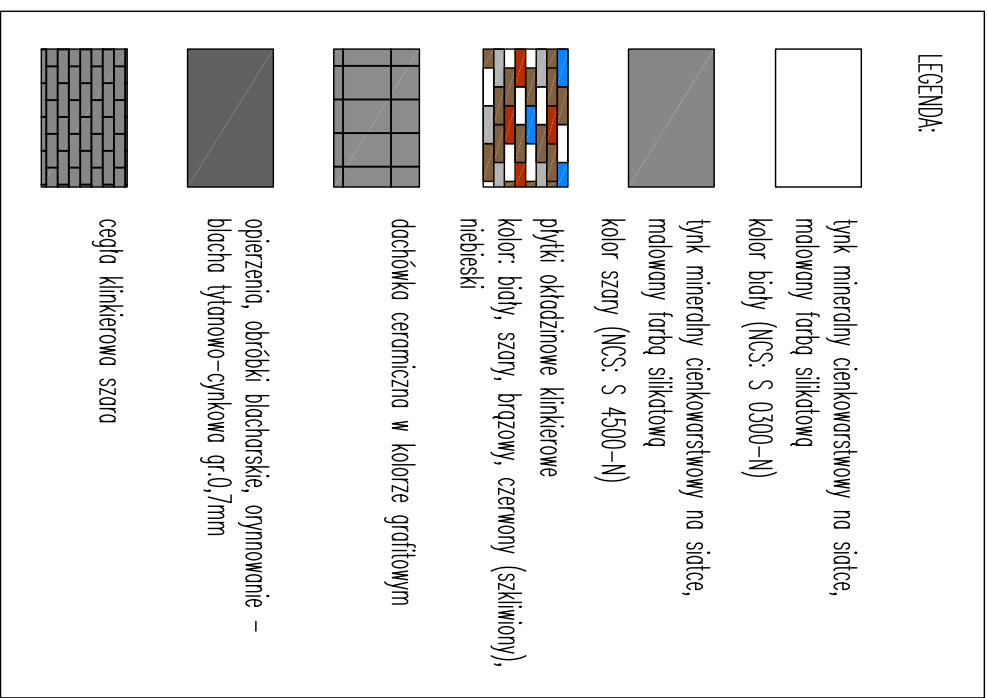 LEGENDA:
tynk mineralny cienkowarstwowy na siatce,
malowany farbą silikatową
kolor biały (NCS: S 0300-N)
tynk mineralny cienkowarstwowy na siatce,
malowany farbą silikatową
kolor szary (NCS: S 4500-N)
płytki okładzinowe klinkierowe
kolor: biały, szary, brązowy, czerwony (szkliwiony),
niebieski
dachówka ceramiczna w kolorze grafitowym
opierzenia, obróbki blacharskie, orynnowanie -
blacha tytanowo-cynkowa gr.0,7mm
cegła klinkierowa szara